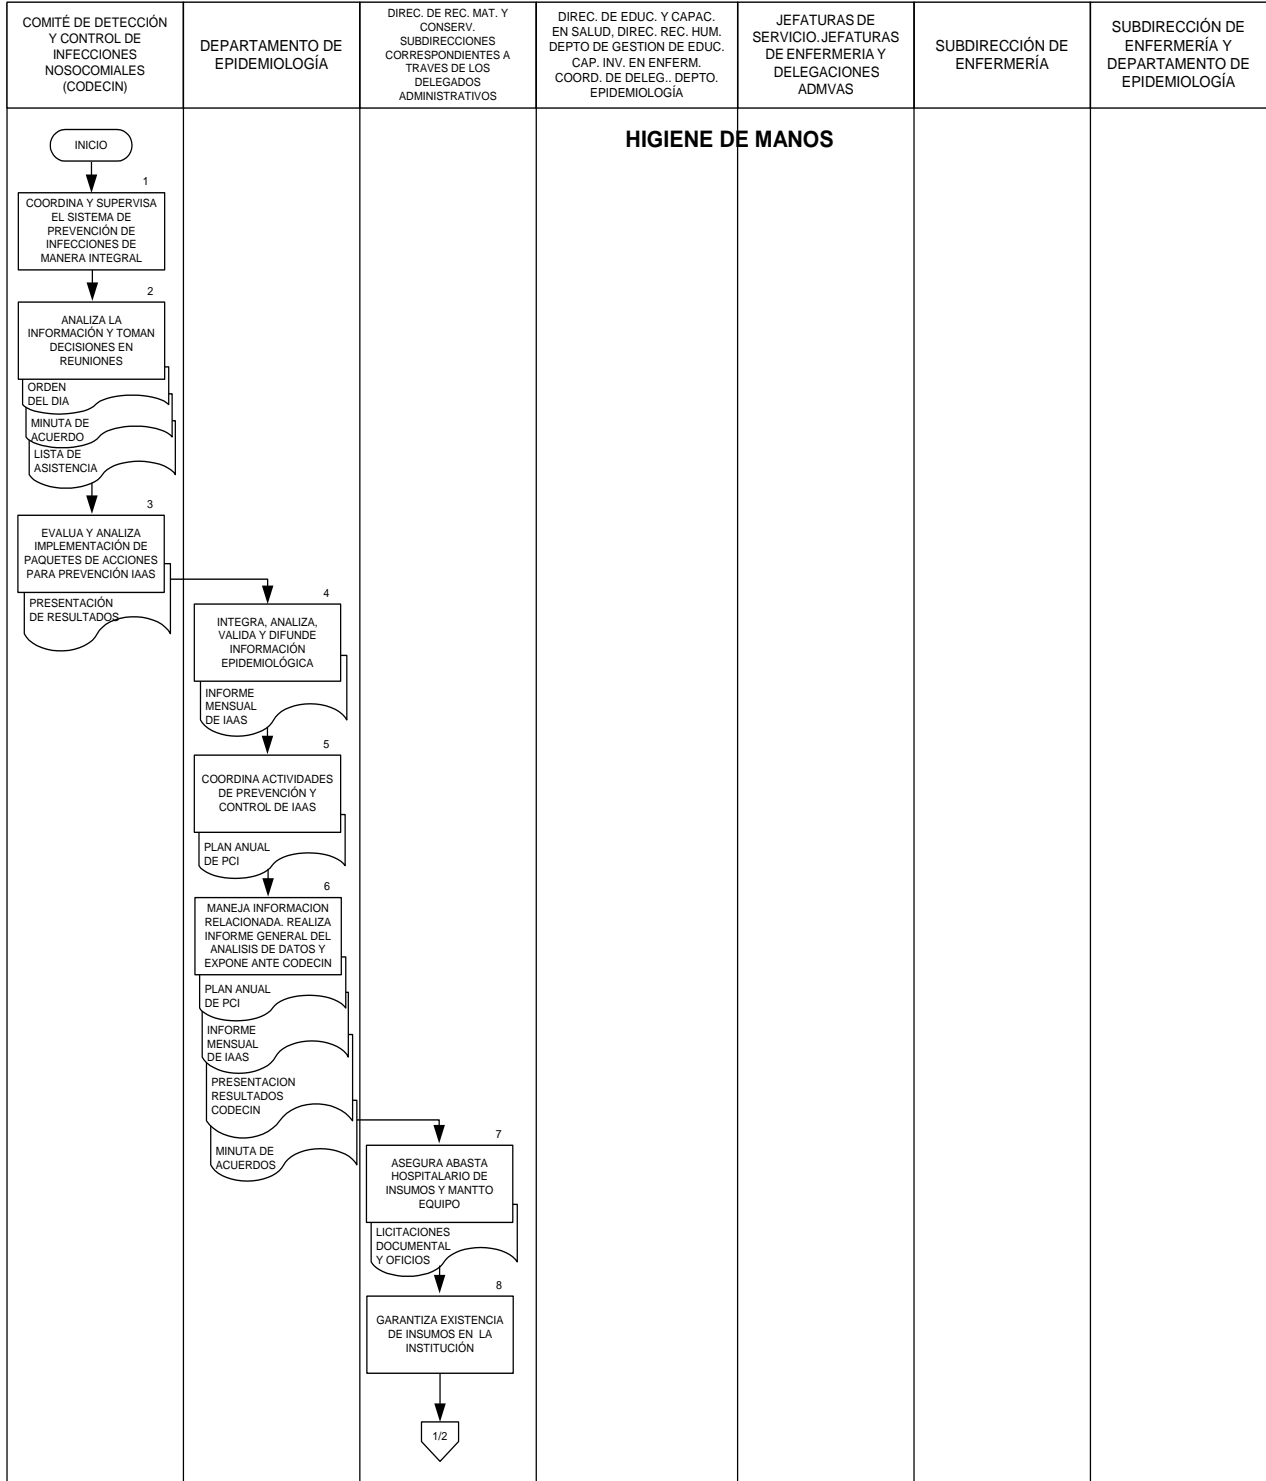 COMITÉ DE DETECCIÓN
Y CONTROL DE
INFECCIONES
NOSOCOMIALES
(CODECIN)
DEPARTAMENTO DE
EPIDEMIOLOGÍA
DIREC. DE REC. MAT. Y
CONSERV.
SUBDIRECCIONES
CORRESPONDIENTES A
TRAVES DE LOS
DELEGADOS
ADMINISTRATIVOS
DIREC. DE EDUC. Y CAPAC.
EN SALUD, DIREC. REC. HUM.
DEPTO DE GESTION DE EDUC.
CAP. INV. EN ENFERM.
COORD. DE DELEG.. DEPTO.
EPIDEMIOLOGÍA
JEFATURAS DE
SERVICIO.JEFATURAS
DE ENFERMERIA Y
DELEGACIONES
ADMVAS
SUBDIRECCIÓN DE
ENFERMERÍA
SUBDIRECCIÓN DE
ENFERMERÍA Y
DEPARTAMENTO DE
EPIDEMIOLOGÍA
HIGIENE DE MANOS
INICIO
1
COORDINA Y SUPERVISA
EL SISTEMA DE
PREVENCIÓN DE
INFECCIONES DE
MANERA INTEGRAL
2
ANALIZA LA
INFORMACIÓN Y TOMAN
DECISIONES EN
REUNIONES
ORDEN
DEL DIA
MINUTA DE
ACUERDO
LISTA DE
ASISTENCIA
3
EVALUA Y ANALIZA
IMPLEMENTACIÓN DE
PAQUETES DE ACCIONES
PARA PREVENCIÓN IAAS
PRESENTACIÓN
DE RESULTADOS
4
INTEGRA, ANALIZA,
VALIDA Y DIFUNDE
INFORMACIÓN
EPIDEMIOLÓGICA
INFORME
MENSUAL
DE IAAS
5
COORDINA ACTIVIDADES
DE PREVENCIÓN Y
CONTROL DE IAAS
PLAN ANUAL
DE PCI
6
MANEJA INFORMACION
RELACIONADA. REALIZA
INFORME GENERAL DEL
ANALISIS DE DATOS Y
EXPONE ANTE CODECIN
PLAN ANUAL
DE PCI
INFORME
MENSUAL
DE IAAS
PRESENTACION
RESULTADOS
CODECIN
MINUTA DE
ACUERDOS
7
ASEGURA ABASTA
HOSPITALARIO DE
INSUMOS Y MANTTO
EQUIPO
LICITACIONES
DOCUMENTAL
Y OFICIOS
8
GARANTIZA EXISTENCIA
DE INSUMOS EN LA
INSTITUCIÓN
1/2